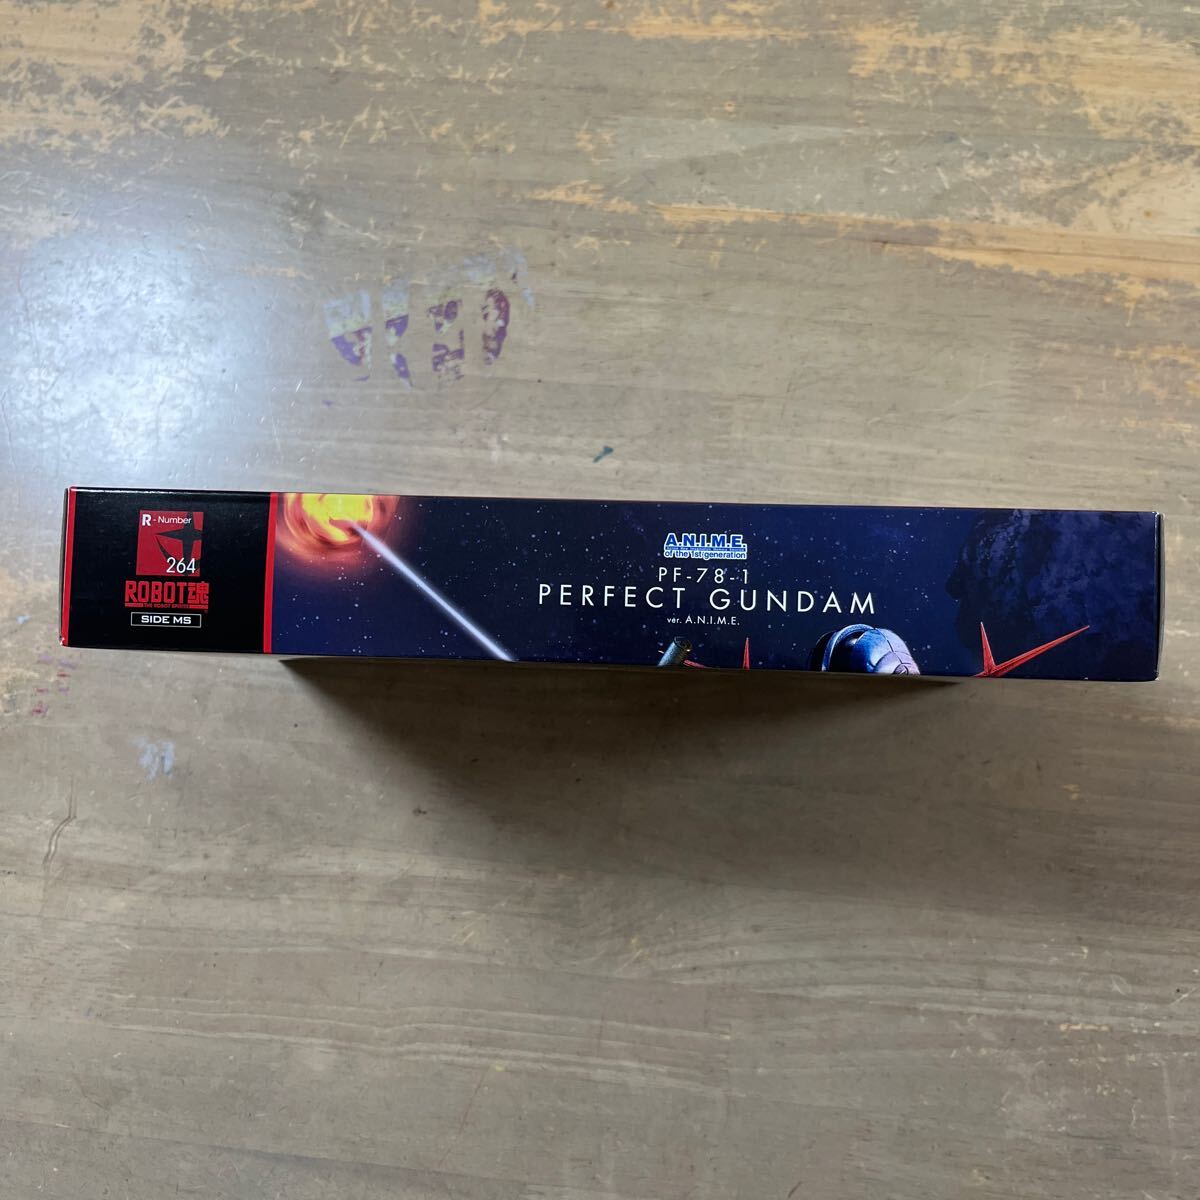 R-Number
264
ROBOT魂
THE ROBOT SPIRITS
SIDE MS
A.N.I.M.E.
of the 1st generation
PF-78-1
PERFECT GUNDAM
ver. A.N.I.M.E.